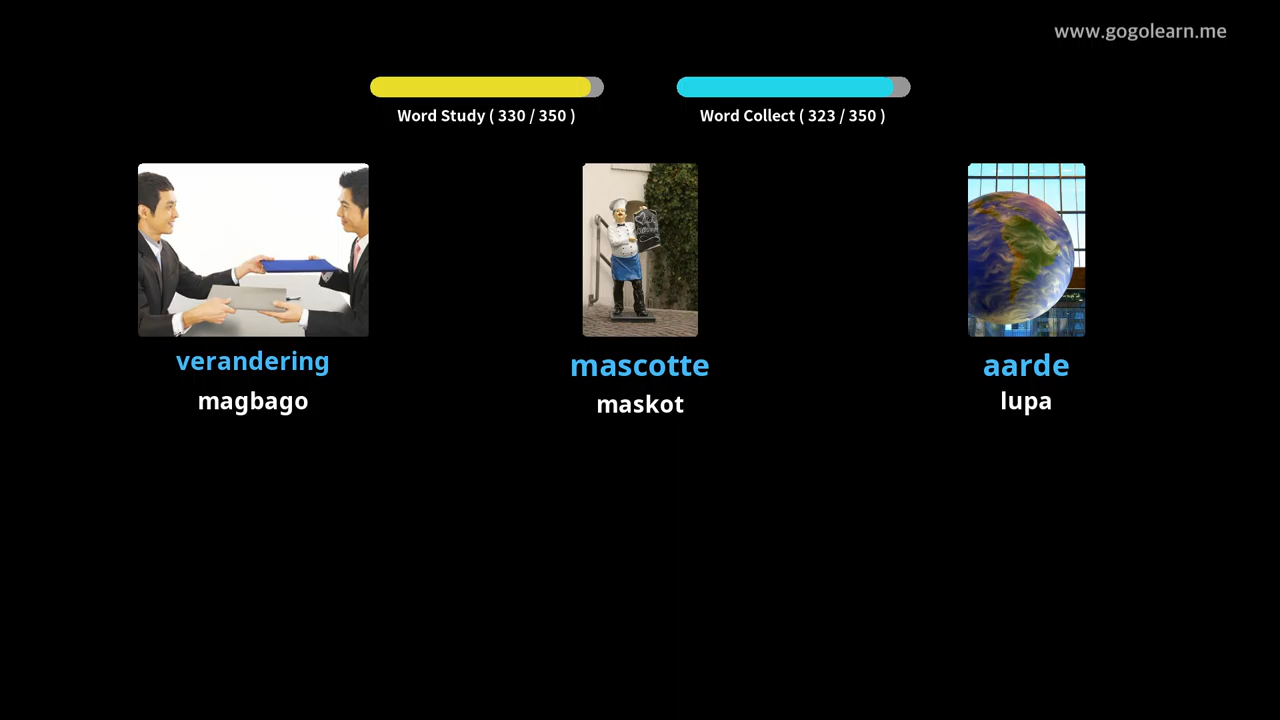 www.gogolearn.me
Word Study ( 330 / 350 )
Word Collect ( 323 / 350 )
verandering
magbago
mascotte
maskot
aarde
lupa